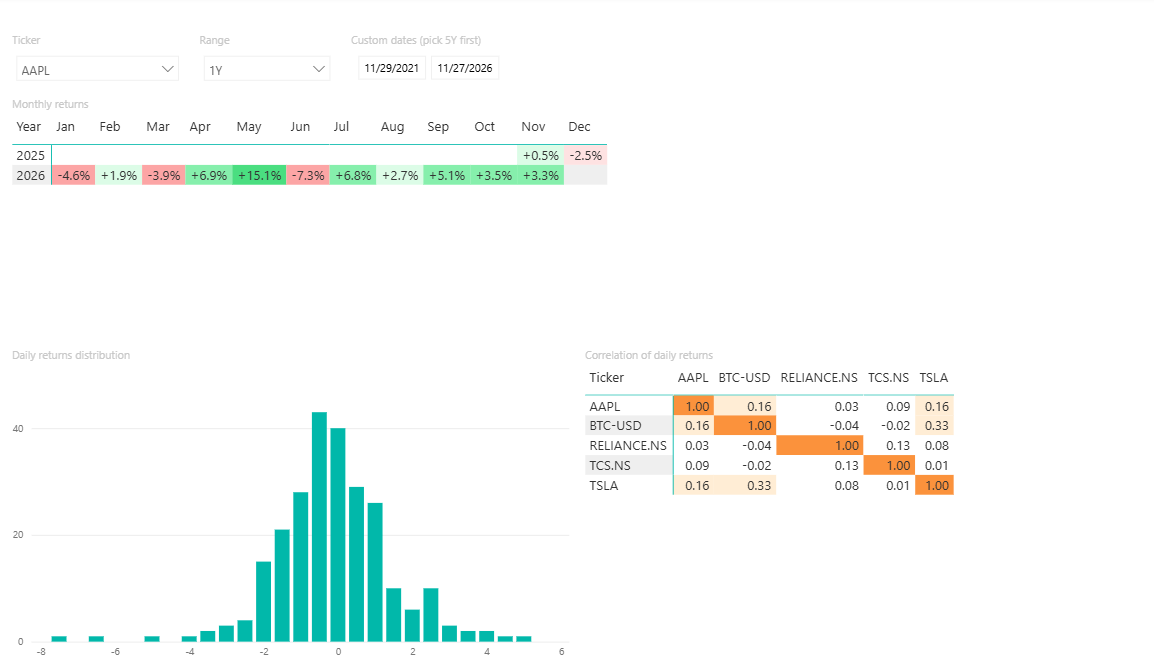 Ticker Range Custom dates (pick 5Y first)
AAPL 1Y 11/29/2021 11/27/2026
Monthly returns
Year Jan Feb Mar Apr May Jun Jul Aug Sep Oct Nov Dec
2025 +0.5% -2.5%
2026 -4.6% +1.9% -3.9% +6.9% +15.1% -7.3% +6.8% +2.7% +5.1% +3.5% +3.3%
Daily returns distribution
40
20
0
-8 -6 -4 -2 0 2 4 6
Correlation of daily returns
Ticker AAPL BTC-USD RELIANCE.NS TCS.NS TSLA
AAPL 1.00 0.16 0.03 0.09 0.16
BTC-USD 0.16 1.00 -0.04 -0.02 0.33
RELIANCE.NS 0.03 -0.04 1.00 0.13 0.08
TCS.NS 0.09 -0.02 0.13 1.00 0.01
TSLA 0.16 0.33 0.08 0.01 1.00